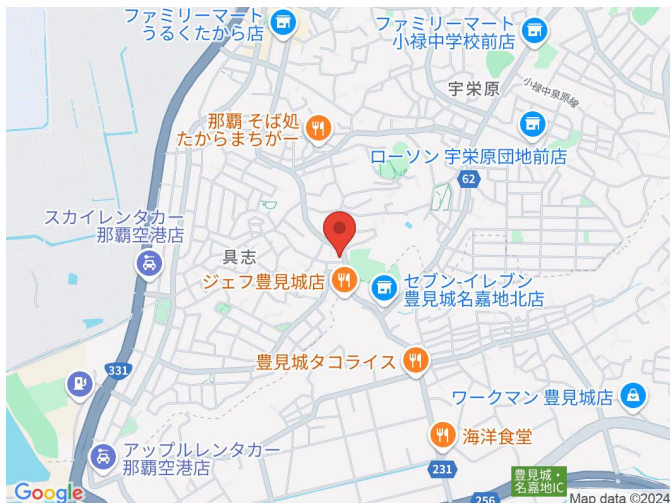 ファミリーマート
うるくたから店
ファミリーマート
小禄中学校前店
宇栄原
小禄中泉原線
那覇 そば処
たからまちがー
ローソン 宇栄原団地前店
62
スカイレンタカー
那覇空港店
具志
ジェフ豊見城店
セブン-イレブン
豊見城名嘉地北店
331
豊見城タコライス
ワークマン 豊見城店
アップルレンタカー
那覇空港店
海洋食堂
231
豊見城・
名嘉地IC
256
Google
Map data ©2024